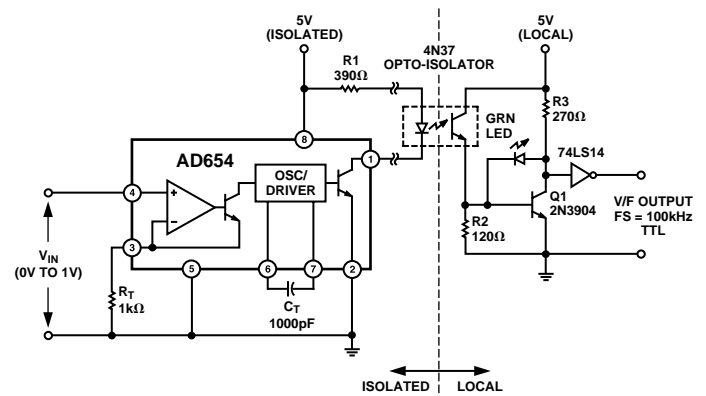 5V
(ISOLATED)
R1
390Ω
4N37
OPTO-ISOLATOR
5V
(LOCAL)
R3
270Ω
GRN
LED
74LS14
8
AD654
1
OSC/
DRIVER
4
+
−
3
VIN
(0V TO 1V)
RT
1kΩ
5
6
7
2
CT
1000pF
R2
120Ω
Q1
2N3904
V/F OUTPUT
FS = 100kHz
TTL
ISOLATED
LOCAL